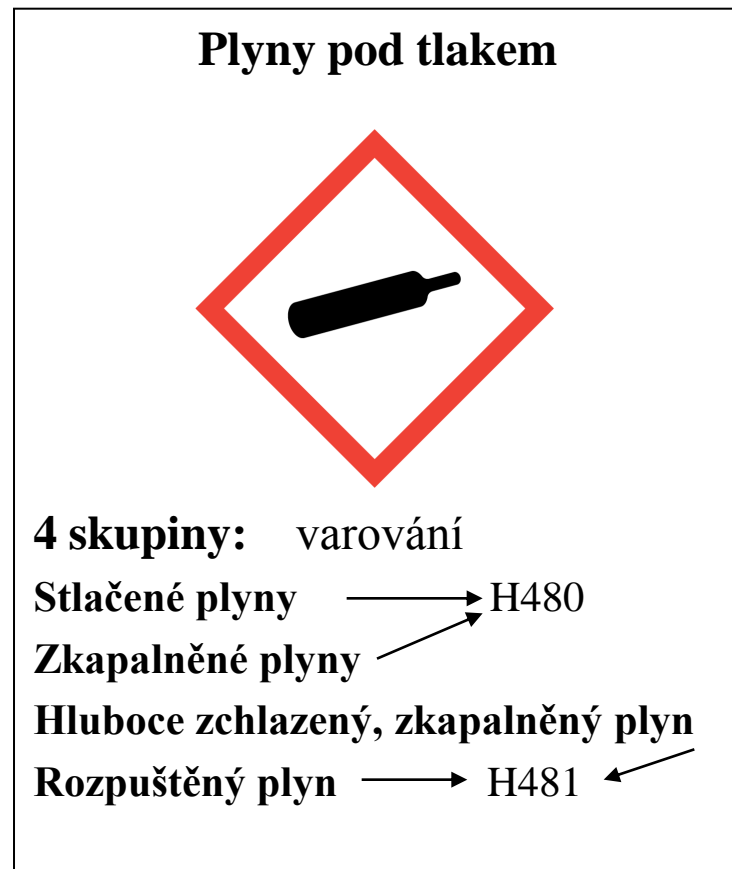 Plyny pod tlakem
4 skupiny: varování
Stlačené plyny H480
Zkapalněné plyny
Hluboce zchlazený, zkapalněný plyn
Rozpuštěný plyn H481